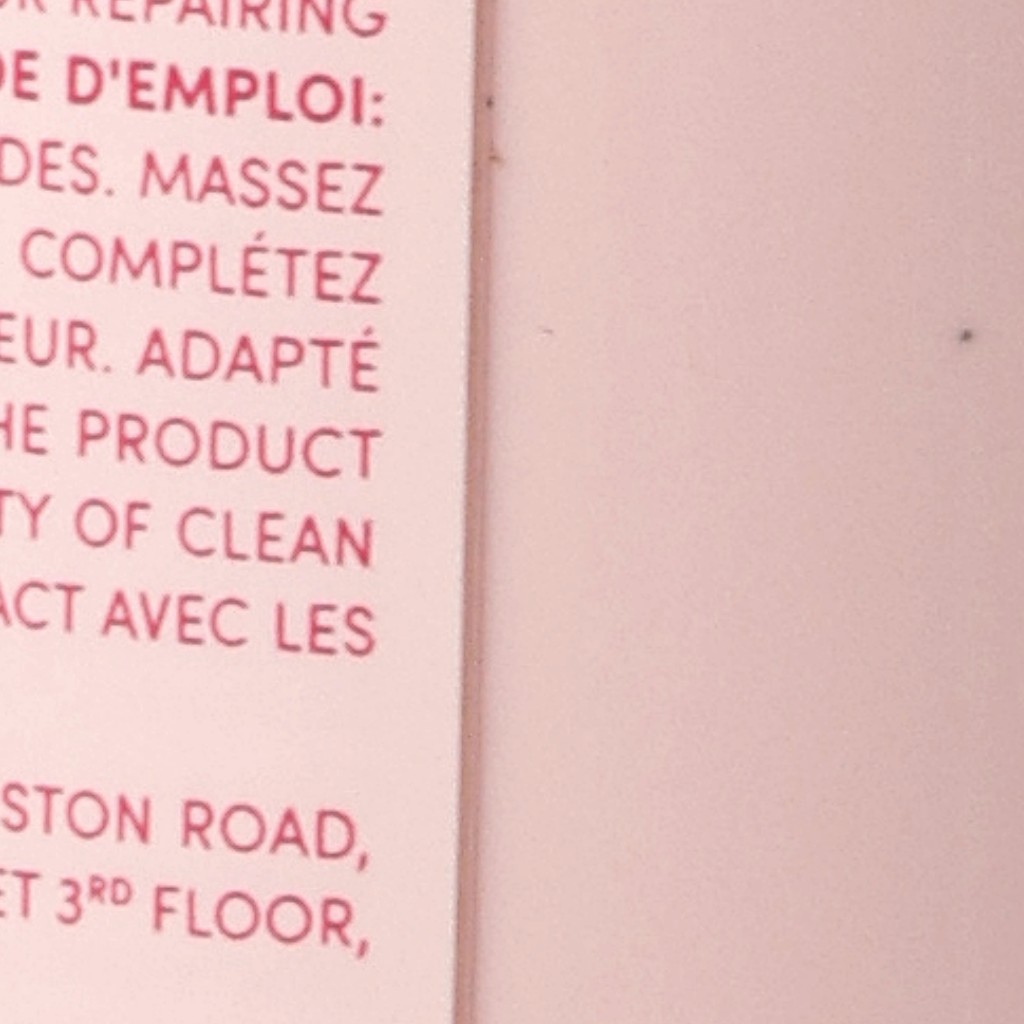 REPAIRING
D'EMPLOI:
DES. MASSEZ
COMPLÉTEZ
EUR. ADAPTÉ
HE PRODUCT
TY OF CLEAN
ACT AVEC LES
STON ROAD,
ET 3RD FLOOR,